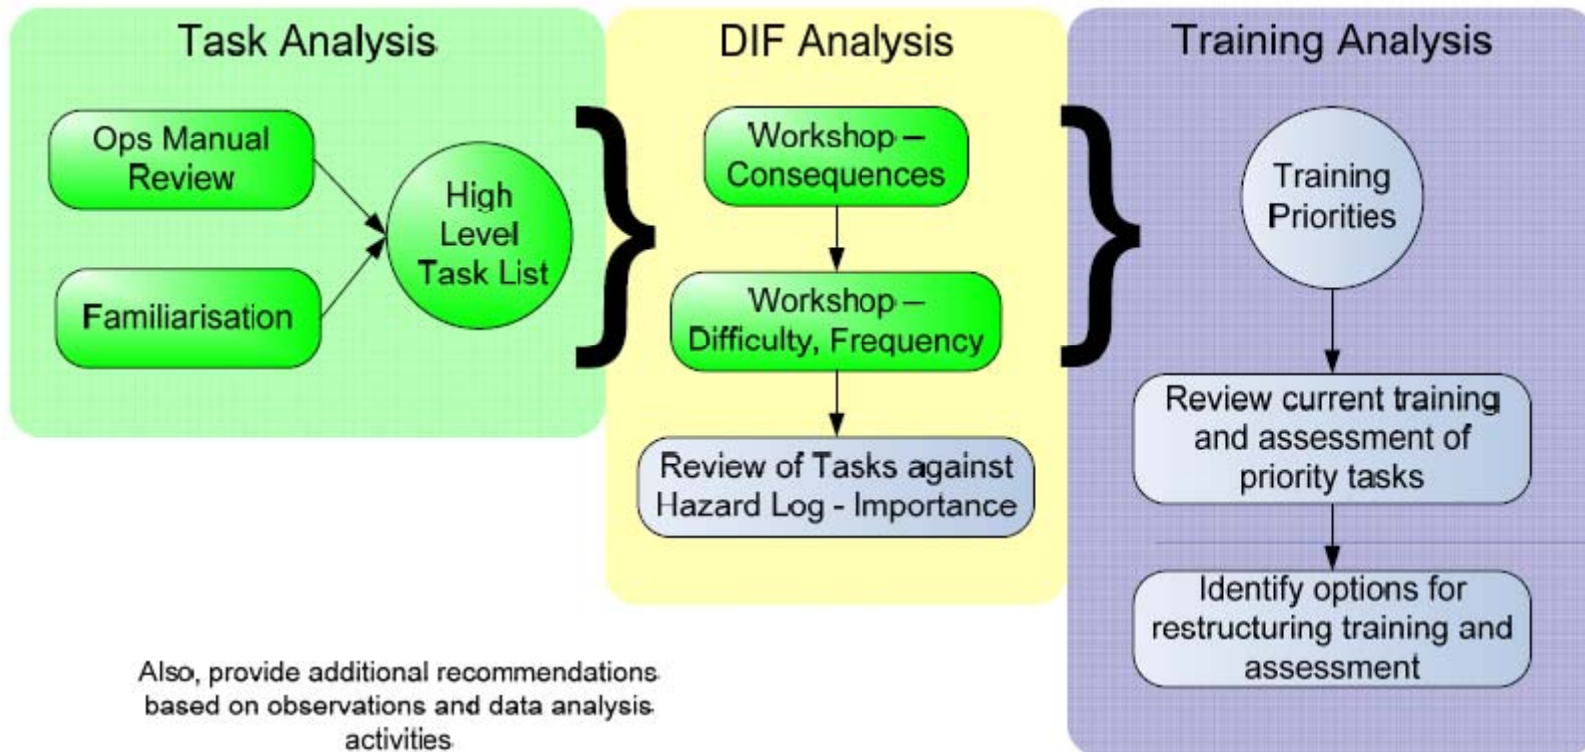 Task Analysis
Ops Manual
Review
Familiarisation
High
Level
Task List
DIF Analysis
Workshop –
Consequences
Workshop –
Difficulty, Frequency
Review of Tasks against
Hazard Log - Importance
Training Analysis
Training
Priorities
Review current training
and assessment of
priority tasks
Identify options for
restructuring training and
assessment
Also, provide additional recommendations
based on observations and data analysis
activities